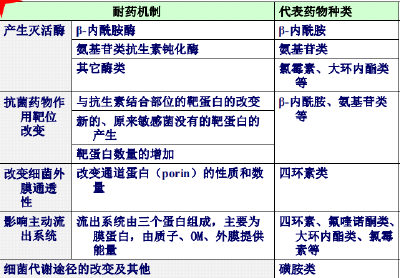 耐药机制 代表药物种类
产生灭活酶 β-内酰胺酶 β-内酰胺
氨基苷类抗生素钝化酶 氨基苷类
其它酶类 氯霉素、大环内酯类
等
抗菌药物作 与抗生素结合部位的靶蛋白的改变 β-内酰胺、氨基苷类
用靶位 新的、原来敏感菌没有的靶蛋白的 等
改变 产生
靶蛋白数量的增加
改变细菌外 改变通道蛋白（porin）的性质和数 四环素类
膜通透 量
性
影响主动流 流出系统由三个蛋白组成，主要为 四环素、氟喹诺酮类、
出系统 膜蛋白，由质子、OM、外膜提供 大环内酯类、氯霉
能量 素等
细菌代谢途径的改变及其他 磺胺类